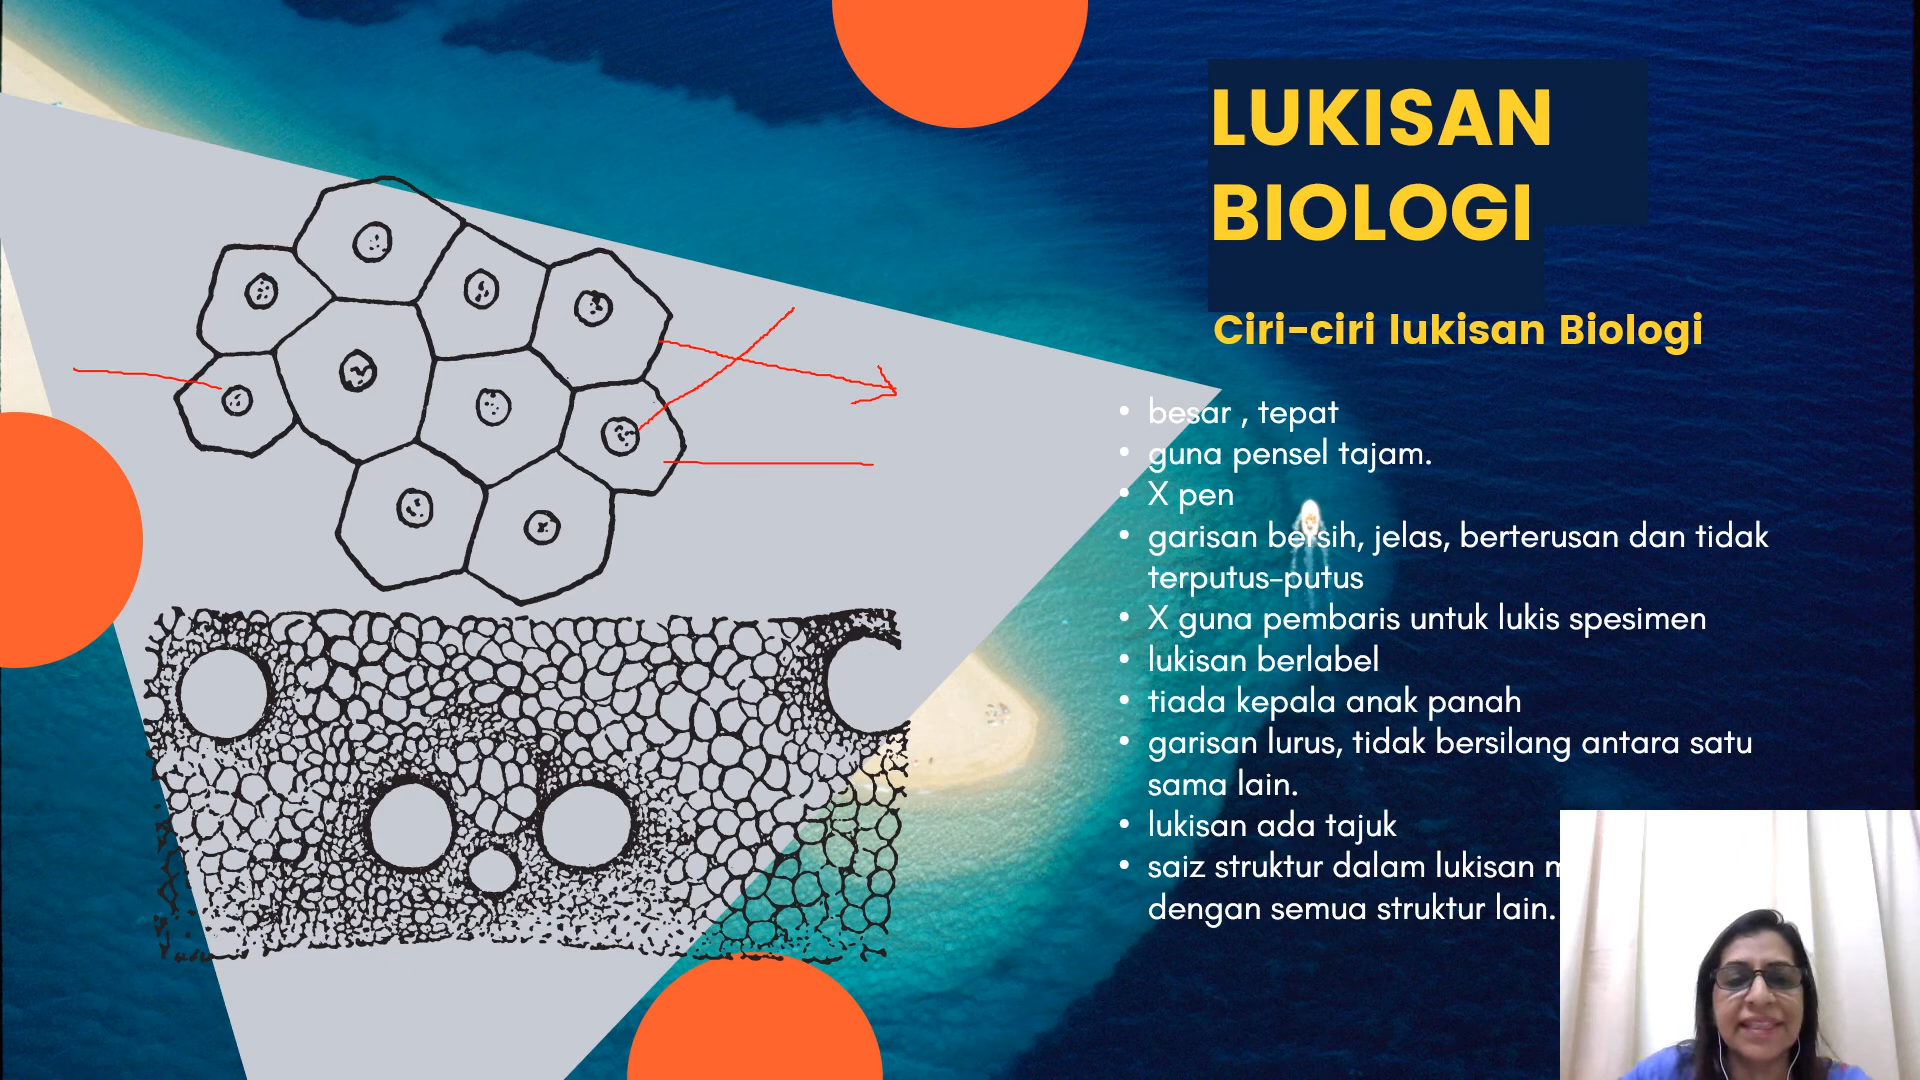 LUKISAN
BIOLOGI
Ciri-ciri lukisan Biologi
• besar , tepat
• guna pensel tajam.
• X pen
• garisan bersih, jelas, berterusan dan tidak
terputus-putus
• X guna pembaris untuk lukis spesimen
• lukisan berlabel
• tiada kepala anak panah
• garisan lurus, tidak bersilang antara satu
sama lain.
• lukisan ada tajuk
• saiz struktur dalam lukisan
dengan semua struktur lain.